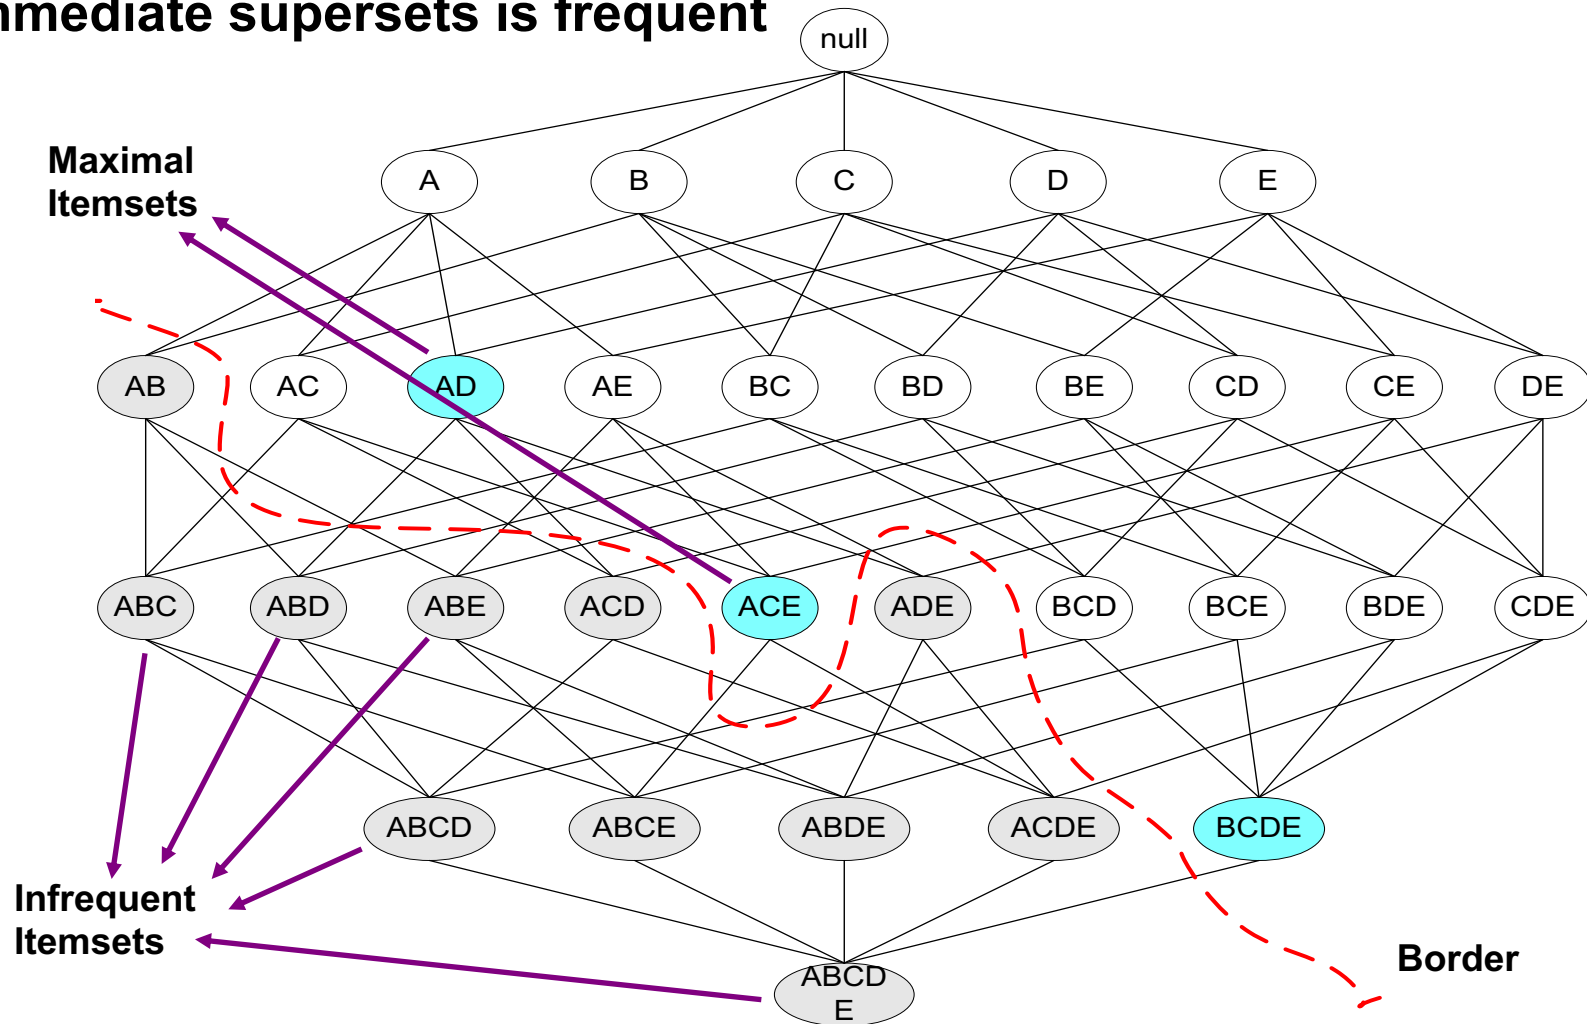 mmediate supersets is frequent
null
Maximal
Itemsets
A B C D E
AB AC AD AE BC BD BE CD CE DE
ABC ABD ABE ACD ACE ADE BCD BCE BDE CDE
ABCD ABCE ABDE ACDE BCDE
Infrequent
Itemsets
Border
ABCD
E